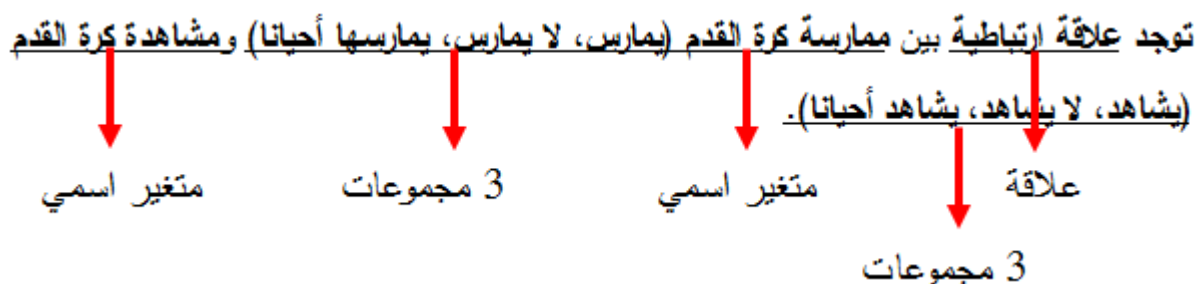 توجد علاقة ارتباطية بين ممارسة كرة القدم (يمارس، لا يمارس، يمارسها أحيانا) ومشاهدة كرة القدم
(يشاهد، لا يشاهد، يشاهد أحيانا).
علاقة متغير اسمي 3 مجموعات متغير اسمي
3 مجموعات